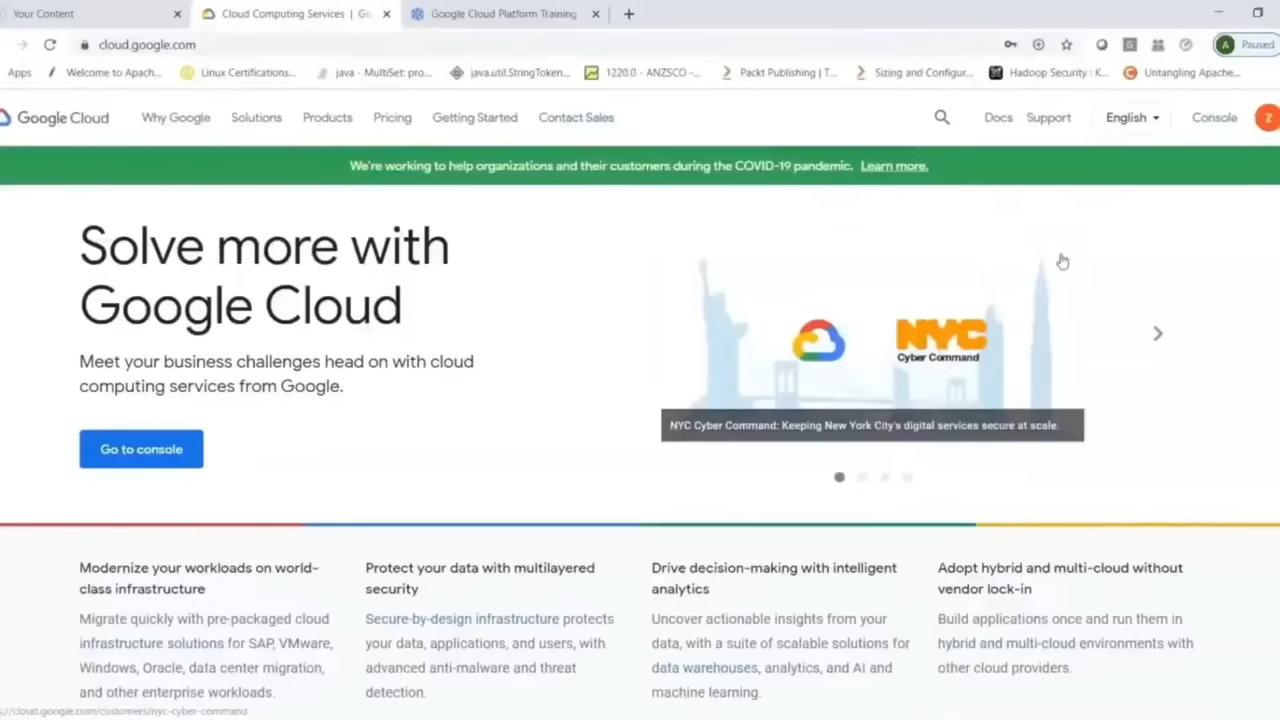 Your Content
Cloud Computing Services | Go
Google Cloud Platform Training
cloud.google.com
Paused
Apps
Welcome to Apach...
Linux Certifications...
java - MultiSet: pro...
java.util.StringToken...
1220.0 - ANZSCO -...
Packt Publishing | T...
Sizing and Configur...
Hadoop Security : K...
Untangling Apache...
Google Cloud
Why Google
Solutions
Products
Pricing
Getting Started
Contact Sales
Docs
Support
English
Console
Z
We're working to help organizations and their customers during the COVID-19 pandemic. Learn more.
Solve more with
Google Cloud
Meet your business challenges head on with cloud
computing services from Google.
Go to console
NYC
Cyber Command
NYC Cyber Command: Keeping New York City's digital services secure at scale.
Modernize your workloads on world-
class infrastructure
Migrate quickly with pre-packaged cloud
infrastructure solutions for SAP, VMware,
Windows, Oracle, data center migration,
and other enterprise workloads.
Protect your data with multilayered
security
Secure-by-design infrastructure protects
your data, applications, and users, with
advanced anti-malware and threat
detection.
Drive decision-making with intelligent
analytics
Uncover actionable insights from your
data, with a suite of scalable solutions for
data warehouses, analytics, and AI and
machine learning.
Adopt hybrid and multi-cloud without
vendor lock-in
Build applications once and run them in
hybrid and multi-cloud environments with
other cloud providers.
://cloud.google.com/customers/nyc-cyber-command